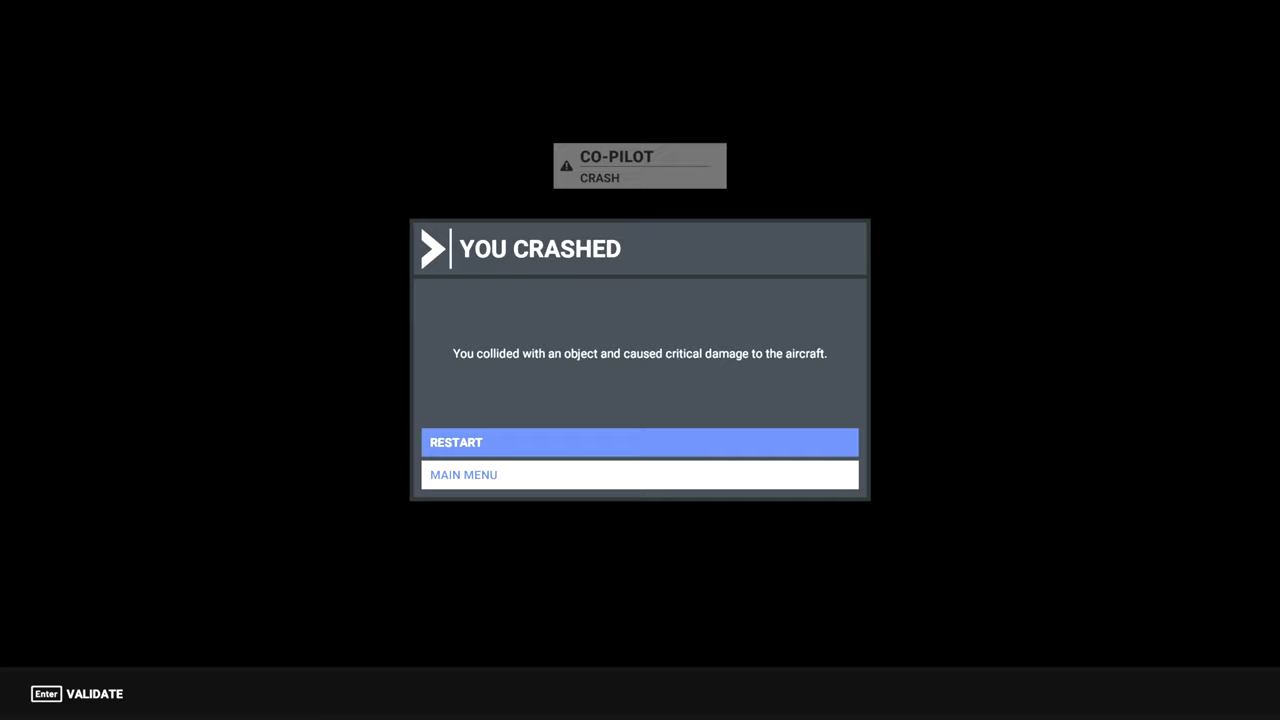 CO-PILOT
CRASH
YOU CRASHED
You collided with an object and caused critical damage to the aircraft.
RESTART
MAIN MENU
Enter VALIDATE